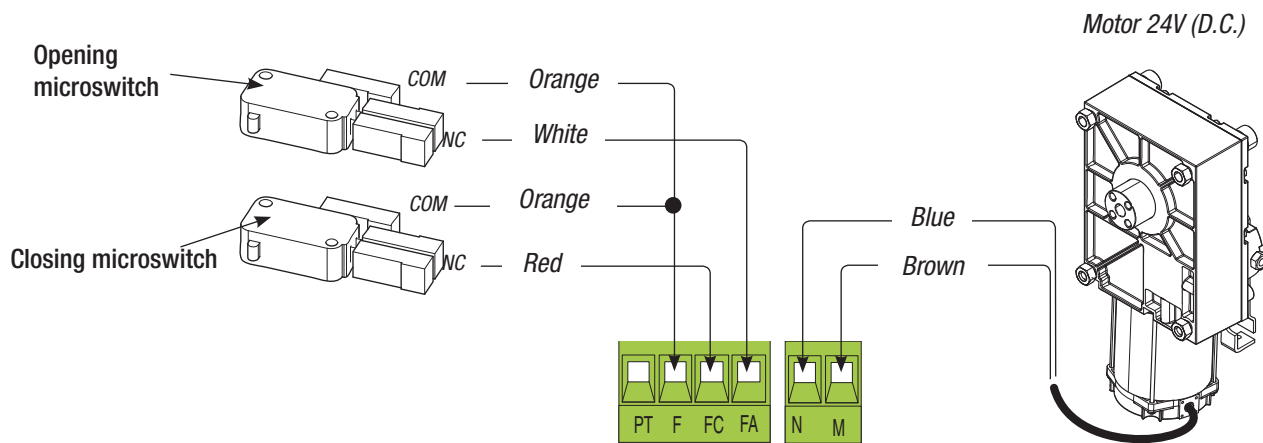 Motor 24V (D.C.)
Opening
microswitch
COM
Orange
NC
White
COM
Orange
Closing microswitch
NC
Red
Blue
Brown
PT F FC FA N M